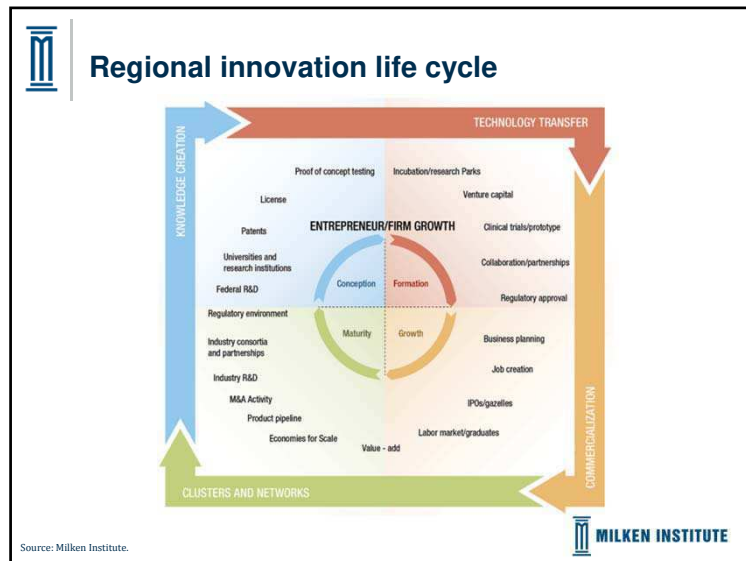 Regional innovation life cycle
TECHNOLOGY TRANSFER
KNOWLEDGE CREATION
Proof of concept testing
Incubation/research Parks
License
Venture capital
Patents
ENTREPRENEUR/FIRM GROWTH
Clinical trials/prototype
Universities and
research institutions
Collaboration/partnerships
Federal R&D
Conception
Formation
Regulatory approval
Regulatory environment
Maturity
Growth
Business planning
Industry consortia
and partnerships
Job creation
Industry R&D
M&A Activity
IPOs/gazelles
Product pipeline
Labor market/graduates
Economies for Scale
Value - add
COMMERCIALIZATION
CLUSTERS AND NETWORKS
Source: Milken Institute.
MILKEN INSTITUTE